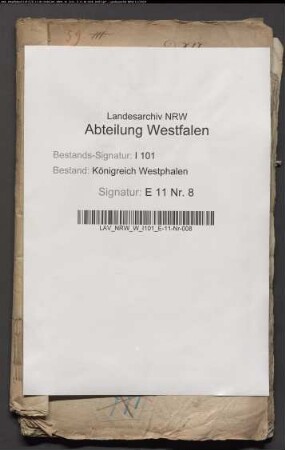 Landesarchiv NRW
Abteilung Westfalen
Bestands-Signatur: I 101
Bestand: Königreich Westphalen
Signatur: E 11 Nr. 8
LAV_NRW_W_I101_E-11-Nr-008